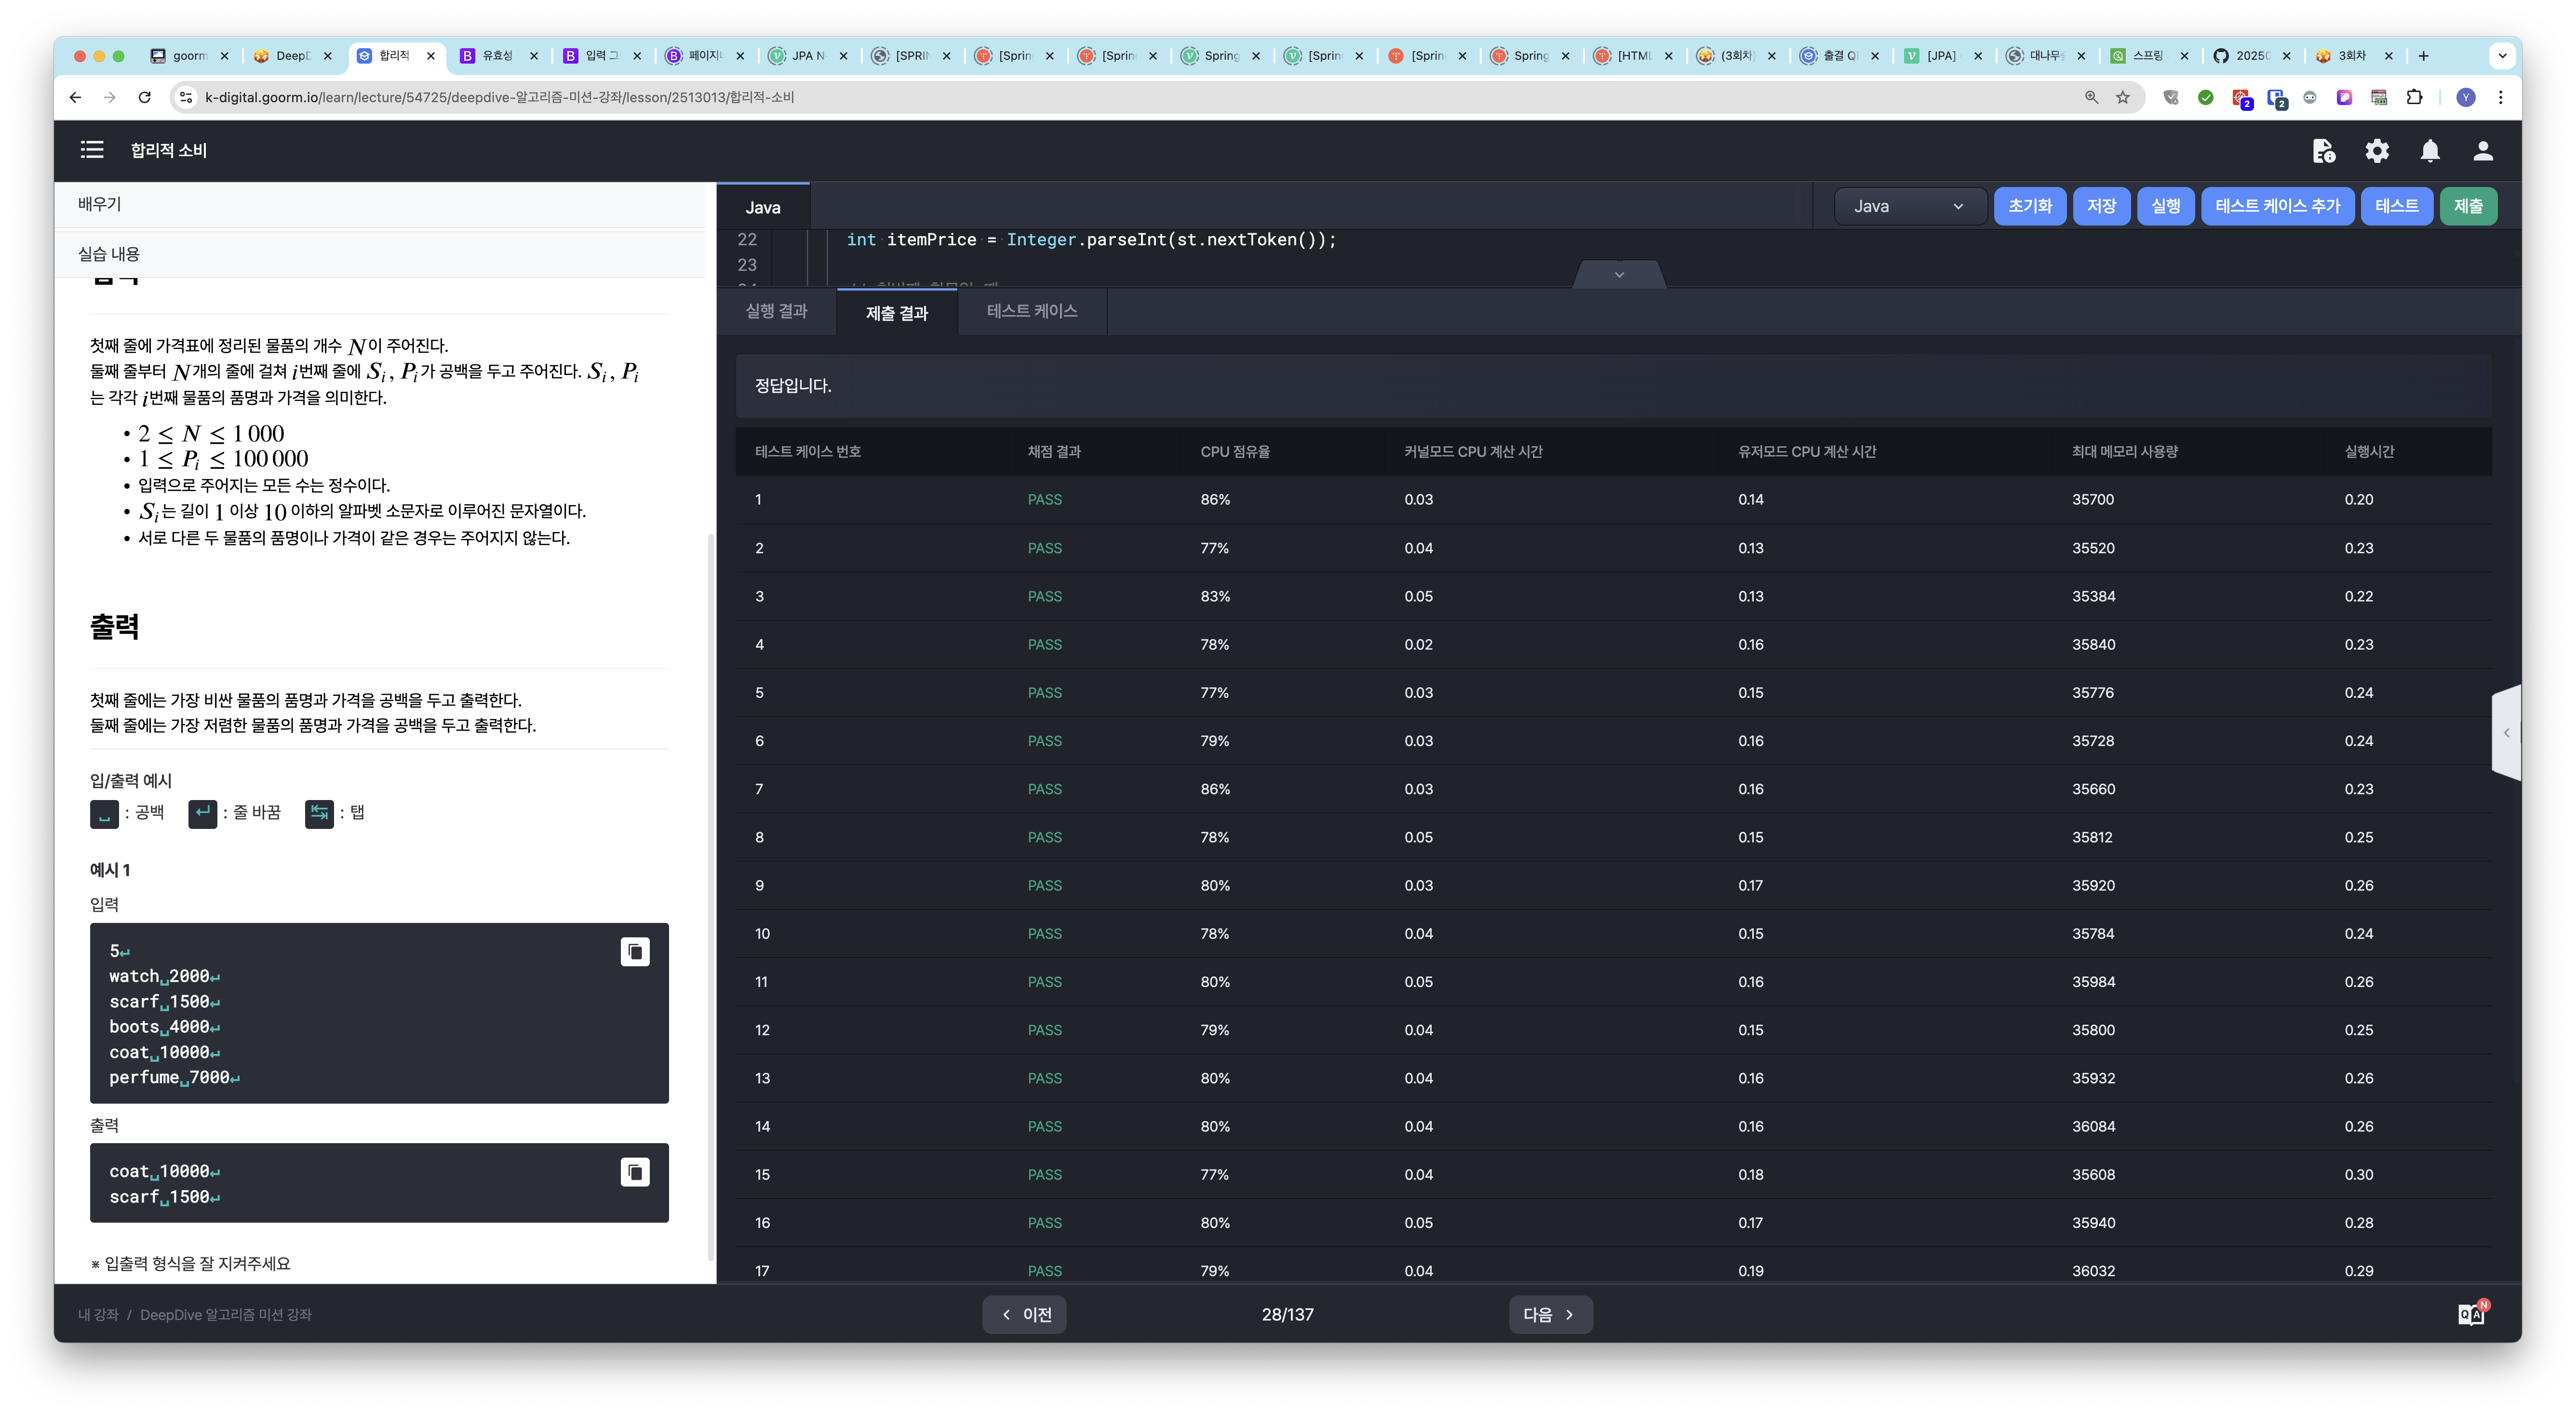 goorm
DeepD
합리적
유효성
입력 그
페이지
JPA N
[SPRI
[Sprin
[Sprin
Spring
[Sprin
[Sprin
Spring
[HTML
(3회차)
출결 Q
[JPA]
대나무
스프링
2025
3회차
k-digital.goorm.io/learn/lecture/54725/deepdive-알고리즘-미션-강좌/lesson/2513013/합리적-소비
2
2
Y
합리적 소비
배우기
실습 내용
첫째 줄에 가격표에 정리된 물품의 개수 N이 주어진다.
둘째 줄부터 N개의 줄에 걸쳐 i번째 줄에 Si, Pi가 공백을 두고 주어진다. Si, Pi
는 각각 i번째 물품의 품명과 가격을 의미한다.
• 2 ≤ N ≤ 1 000
• 1 ≤ Pi ≤ 100 000
• 입력으로 주어지는 모든 수는 정수이다.
• Si는 길이 1 이상 10 이하의 알파벳 소문자로 이루어진 문자열이다.
• 서로 다른 두 물품의 품명이나 가격이 같은 경우는 주어지지 않는다.
출력
첫째 줄에는 가장 비싼 물품의 품명과 가격을 공백을 두고 출력한다.
둘째 줄에는 가장 저렴한 물품의 품명과 가격을 공백을 두고 출력한다.
입/출력 예시
␣ : 공백 ↵ : 줄 바꿈 ↹ : 탭
예시 1
입력
5↵
watch␣2000↵
scarf␣1500↵
boots␣4000↵
coat␣10000↵
perfume␣7000↵
출력
coat␣10000↵
scarf␣1500↵
※ 입출력 형식을 잘 지켜주세요
Java
Java 초기화 저장 실행 테스트 케이스 추가 테스트 제출
22 int itemPrice = Integer.parseInt(st.nextToken());
23
실행 결과 제출 결과 테스트 케이스
정답입니다.
테스트 케이스 번호 채점 결과 CPU 점유율 커널모드 CPU 계산 시간 유저모드 CPU 계산 시간 최대 메모리 사용량 실행시간
1 PASS 86% 0.03 0.14 35700 0.20
2 PASS 77% 0.04 0.13 35520 0.23
3 PASS 83% 0.05 0.13 35384 0.22
4 PASS 78% 0.02 0.16 35840 0.23
5 PASS 77% 0.03 0.15 35776 0.24
6 PASS 79% 0.03 0.16 35728 0.24
7 PASS 86% 0.03 0.16 35660 0.23
8 PASS 78% 0.05 0.15 35812 0.25
9 PASS 80% 0.03 0.17 35920 0.26
10 PASS 78% 0.04 0.15 35784 0.24
11 PASS 80% 0.05 0.16 35984 0.26
12 PASS 79% 0.04 0.15 35800 0.25
13 PASS 80% 0.04 0.16 35932 0.26
14 PASS 80% 0.04 0.16 36084 0.26
15 PASS 77% 0.04 0.18 35608 0.30
16 PASS 80% 0.05 0.17 35940 0.28
17 PASS 79% 0.04 0.19 36032 0.29
내 강좌 / DeepDive 알고리즘 미션 강좌
이전 28/137 다음
QA N